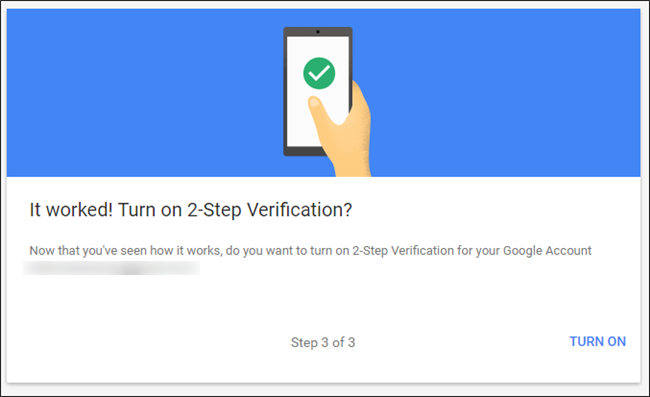 It worked! Turn on 2-Step Verification?
Now that you've seen how it works, do you want to turn on 2-Step Verification for your Google Account
Step 3 of 3
TURN ON